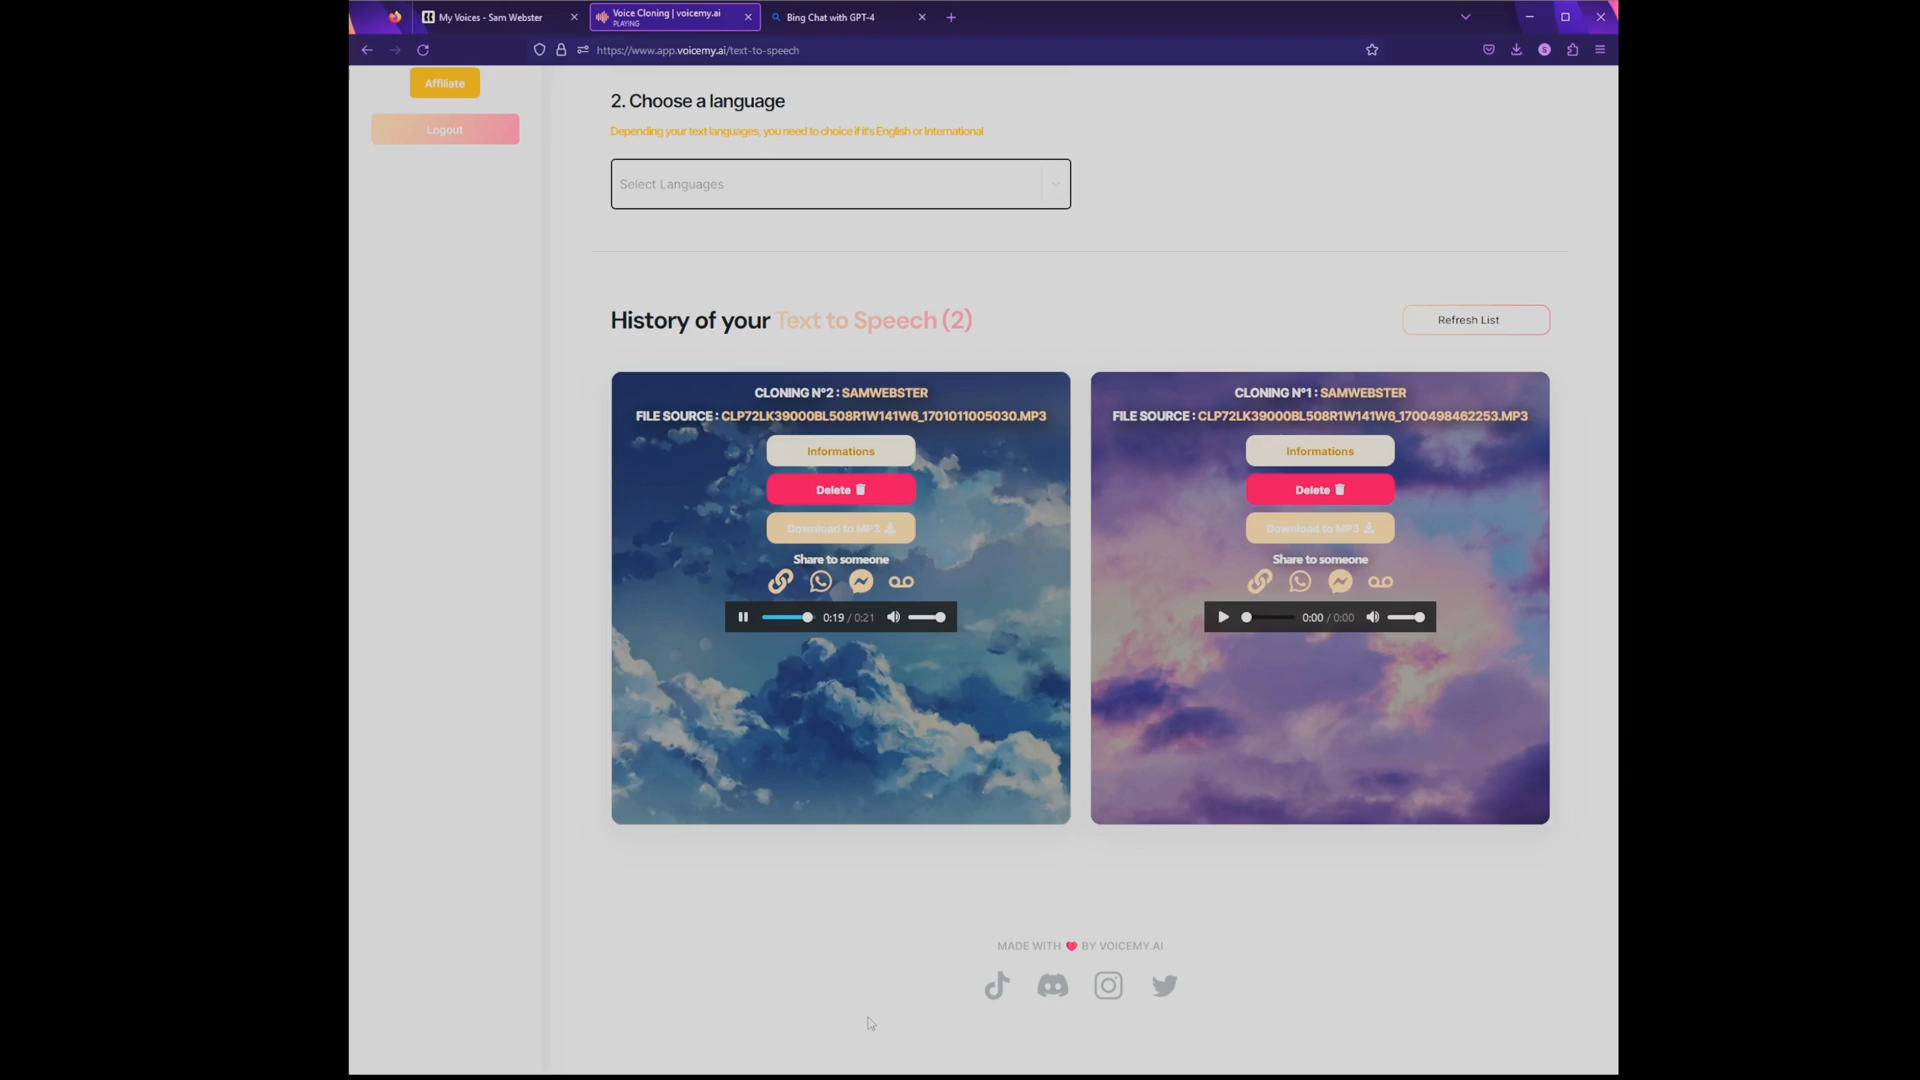 My Voices - Sam Webster
Voice Cloning | voicemy.ai
PLAYING
Bing Chat with GPT-4
https://www.app.voicemy.ai/text-to-speech
S
Affiliate
Logout
2. Choose a language
Depending your text languages, you need to choice if it's English or International
Select Languages
History of your Text to Speech (2)
Refresh List
CLONING N°2 : SAMWEBSTER
FILE SOURCE : CLP72LK39000BL508R1W141W6_1701011005030.MP3
Informations
Delete
Download to MP3
Share to someone
0:19 / 0:21
CLONING N°1 : SAMWEBSTER
FILE SOURCE : CLP72LK39000BL508R1W141W6_1700498462253.MP3
Informations
Delete
Download to MP3
Share to someone
0:00 / 0:00
MADE WITH BY VOICEMY.AI